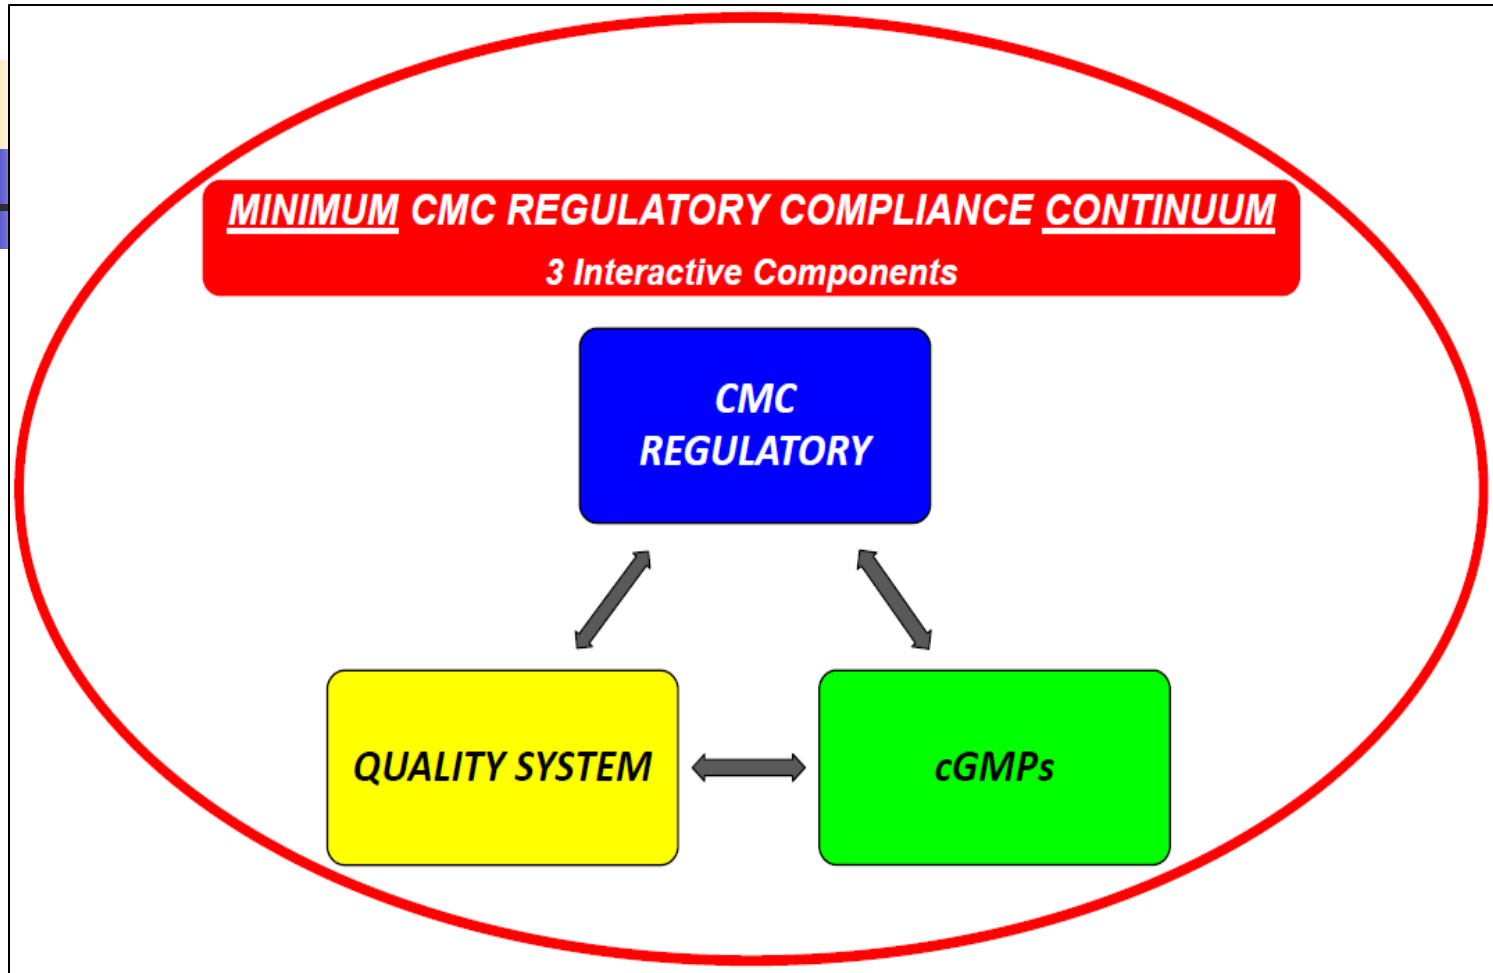 MINIMUM CMC REGULATORY COMPLIANCE CONTINUUM
3 Interactive Components
CMC
REGULATORY
QUALITY SYSTEM
cGMPs